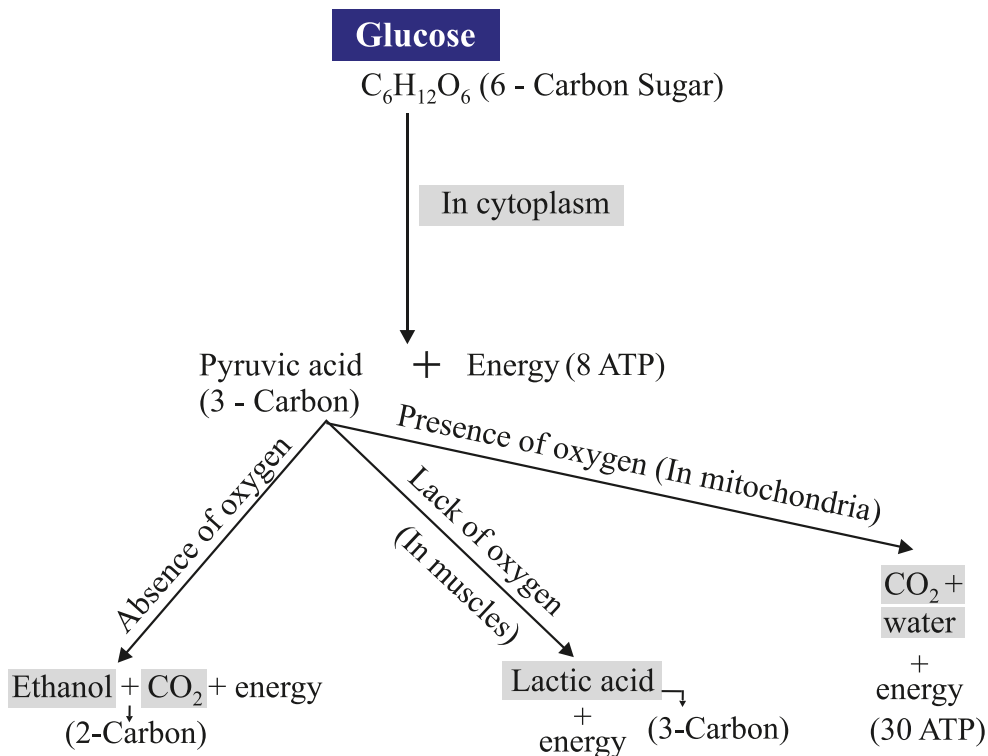 Glucose
C₆H₁₂O₆ (6 - Carbon Sugar)
In cytoplasm
Pyruvic acid + Energy (8 ATP)
(3 - Carbon)
Absence of oxygen
Lack of oxygen
(In muscles)
Presence of oxygen (In mitochondria)
Ethanol + CO₂ + energy
(2-Carbon)
Lactic acid
(3-Carbon)
+
energy
CO₂ +
water
+
energy
(30 ATP)